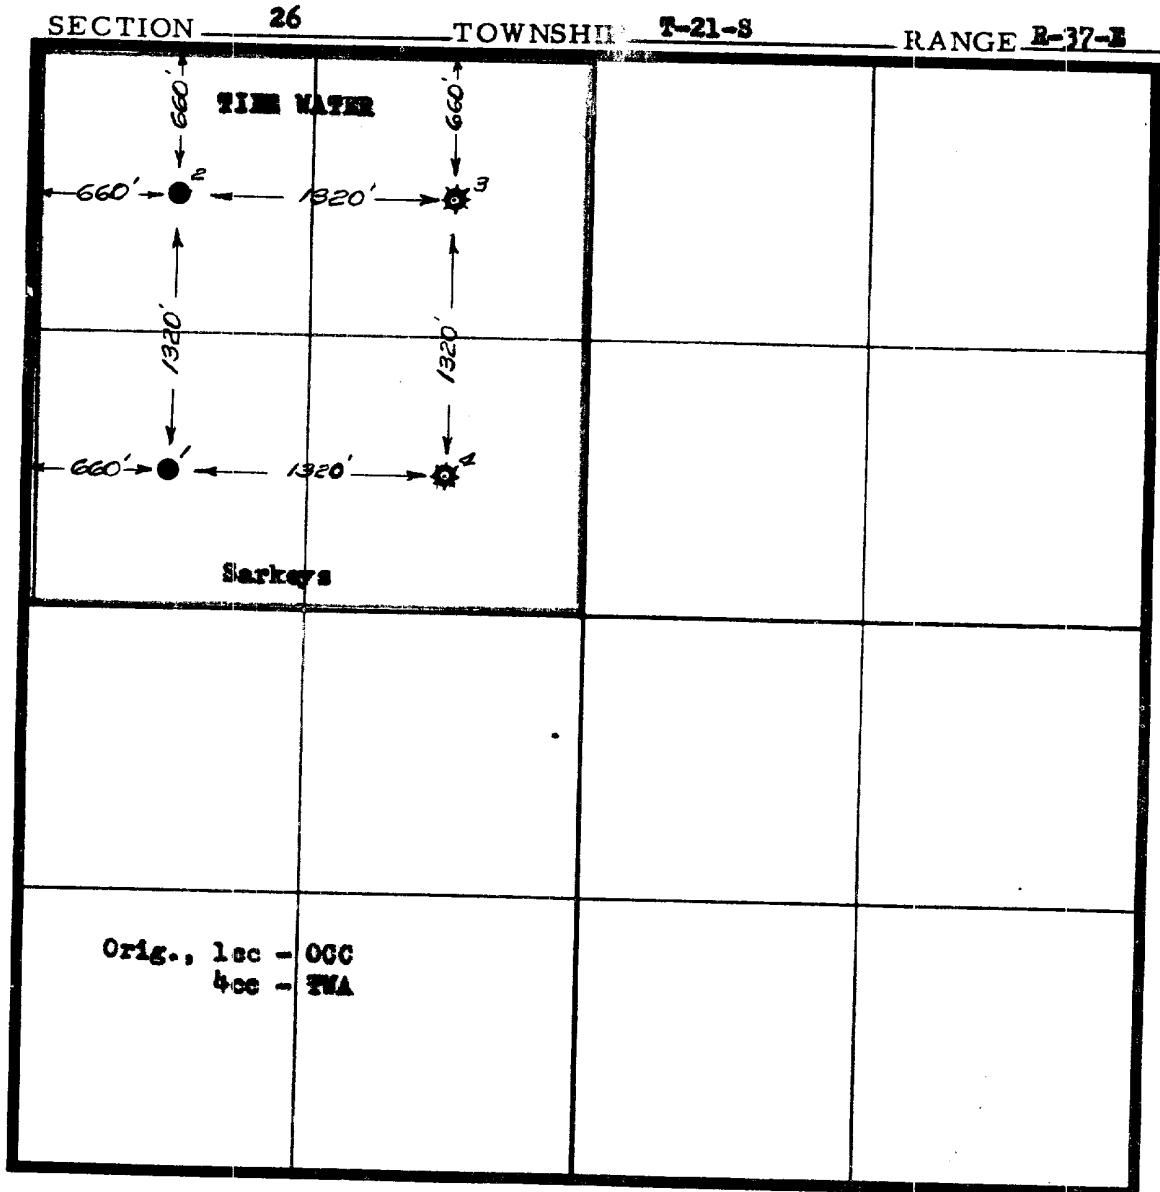 SECTION 26 TOWNSHIP T-21-S RANGE R-37-E
660' 660'
TIDE WATER
660' 2 1320' 3
1320' 1320'
660' 1 1320' 4
Sarkeys
Orig., 1cc - OCC
4cc - TWA